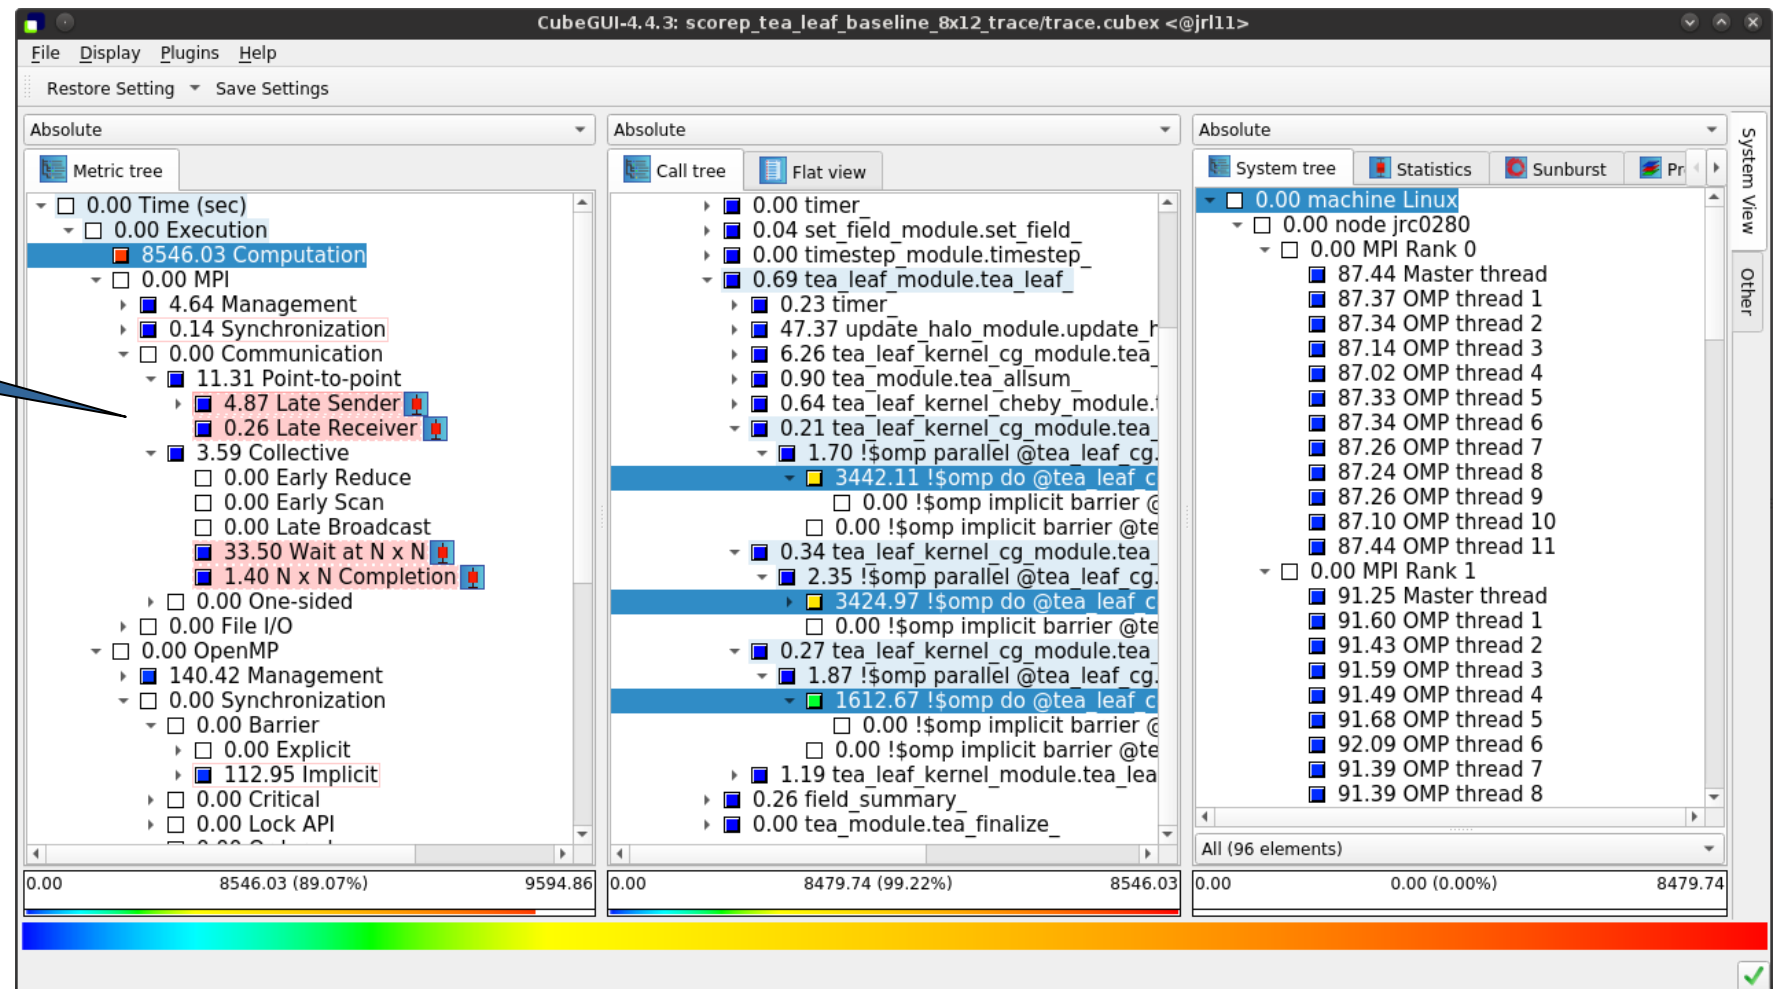 CubeGUI-4.4.3: scorep_tea_leaf_baseline_8x12_trace/trace.cubex <@jrl11>
File Display Plugins Help
Restore Setting Save Settings
Absolute
Metric tree
0.00 Time (sec)
0.00 Execution
8546.03 Computation
0.00 MPI
4.64 Management
0.14 Synchronization
0.00 Communication
11.31 Point-to-point
4.87 Late Sender
0.26 Late Receiver
3.59 Collective
0.00 Early Reduce
0.00 Early Scan
0.00 Late Broadcast
33.50 Wait at N x N
1.40 N x N Completion
0.00 One-sided
0.00 File I/O
0.00 OpenMP
140.42 Management
0.00 Synchronization
0.00 Barrier
0.00 Explicit
112.95 Implicit
0.00 Critical
0.00 Lock API
0.00 8546.03 (89.07%) 9594.86
Absolute
Call tree Flat view
0.00 timer_
0.04 set_field_module.set_field_
0.00 timestep_module.timestep_
0.69 tea_leaf_module.tea_leaf_
0.23 timer_
47.37 update_halo_module.update_h
6.26 tea_leaf_kernel_cg_module.tea_
0.90 tea_module.tea_allsum_
0.64 tea_leaf_kernel_cheby_module.t
0.21 tea_leaf_kernel_cg_module.tea_
1.70 !$omp parallel @tea_leaf_cg.
3442.11 !$omp do @tea_leaf_c
0.00 !$omp implicit barrier @
0.00 !$omp implicit barrier @te
0.34 tea_leaf_kernel_cg_module.tea_
2.35 !$omp parallel @tea_leaf_cg.
3424.97 !$omp do @tea_leaf_c
0.00 !$omp implicit barrier @te
0.27 tea_leaf_kernel_cg_module.tea_
1.87 !$omp parallel @tea_leaf_cg.
1612.67 !$omp do @tea_leaf_c
0.00 !$omp implicit barrier @
0.00 !$omp implicit barrier @te
1.19 tea_leaf_kernel_module.tea_lea
0.26 field_summary_
0.00 tea_module.tea_finalize_
0.00 8479.74 (99.22%) 8546.03
Absolute
System tree Statistics Sunburst Pr
0.00 machine Linux
0.00 node jrc0280
0.00 MPI Rank 0
87.44 Master thread
87.37 OMP thread 1
87.34 OMP thread 2
87.14 OMP thread 3
87.02 OMP thread 4
87.33 OMP thread 5
87.34 OMP thread 6
87.26 OMP thread 7
87.24 OMP thread 8
87.26 OMP thread 9
87.10 OMP thread 10
87.44 OMP thread 11
0.00 MPI Rank 1
91.25 Master thread
91.60 OMP thread 1
91.43 OMP thread 2
91.59 OMP thread 3
91.49 OMP thread 4
91.68 OMP thread 5
92.09 OMP thread 6
91.39 OMP thread 7
91.39 OMP thread 8
All (96 elements)
0.00 0.00 (0.00%) 8479.74
System View
Other